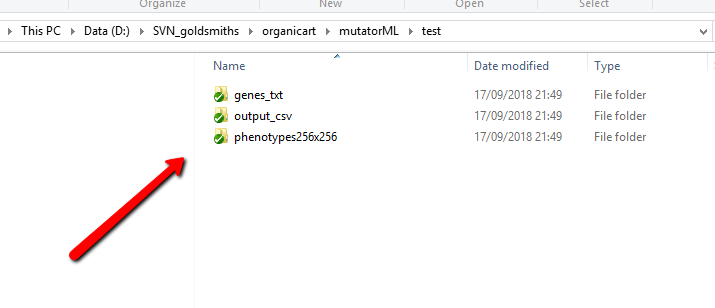 Organize New Open Select
This PC Data (D:) SVN_goldsmiths organicart mutatorML test
Name Date modified Type
genes_txt 17/09/2018 21:49 File folder
output_csv 17/09/2018 21:49 File folder
phenotypes256x256 17/09/2018 21:49 File folder